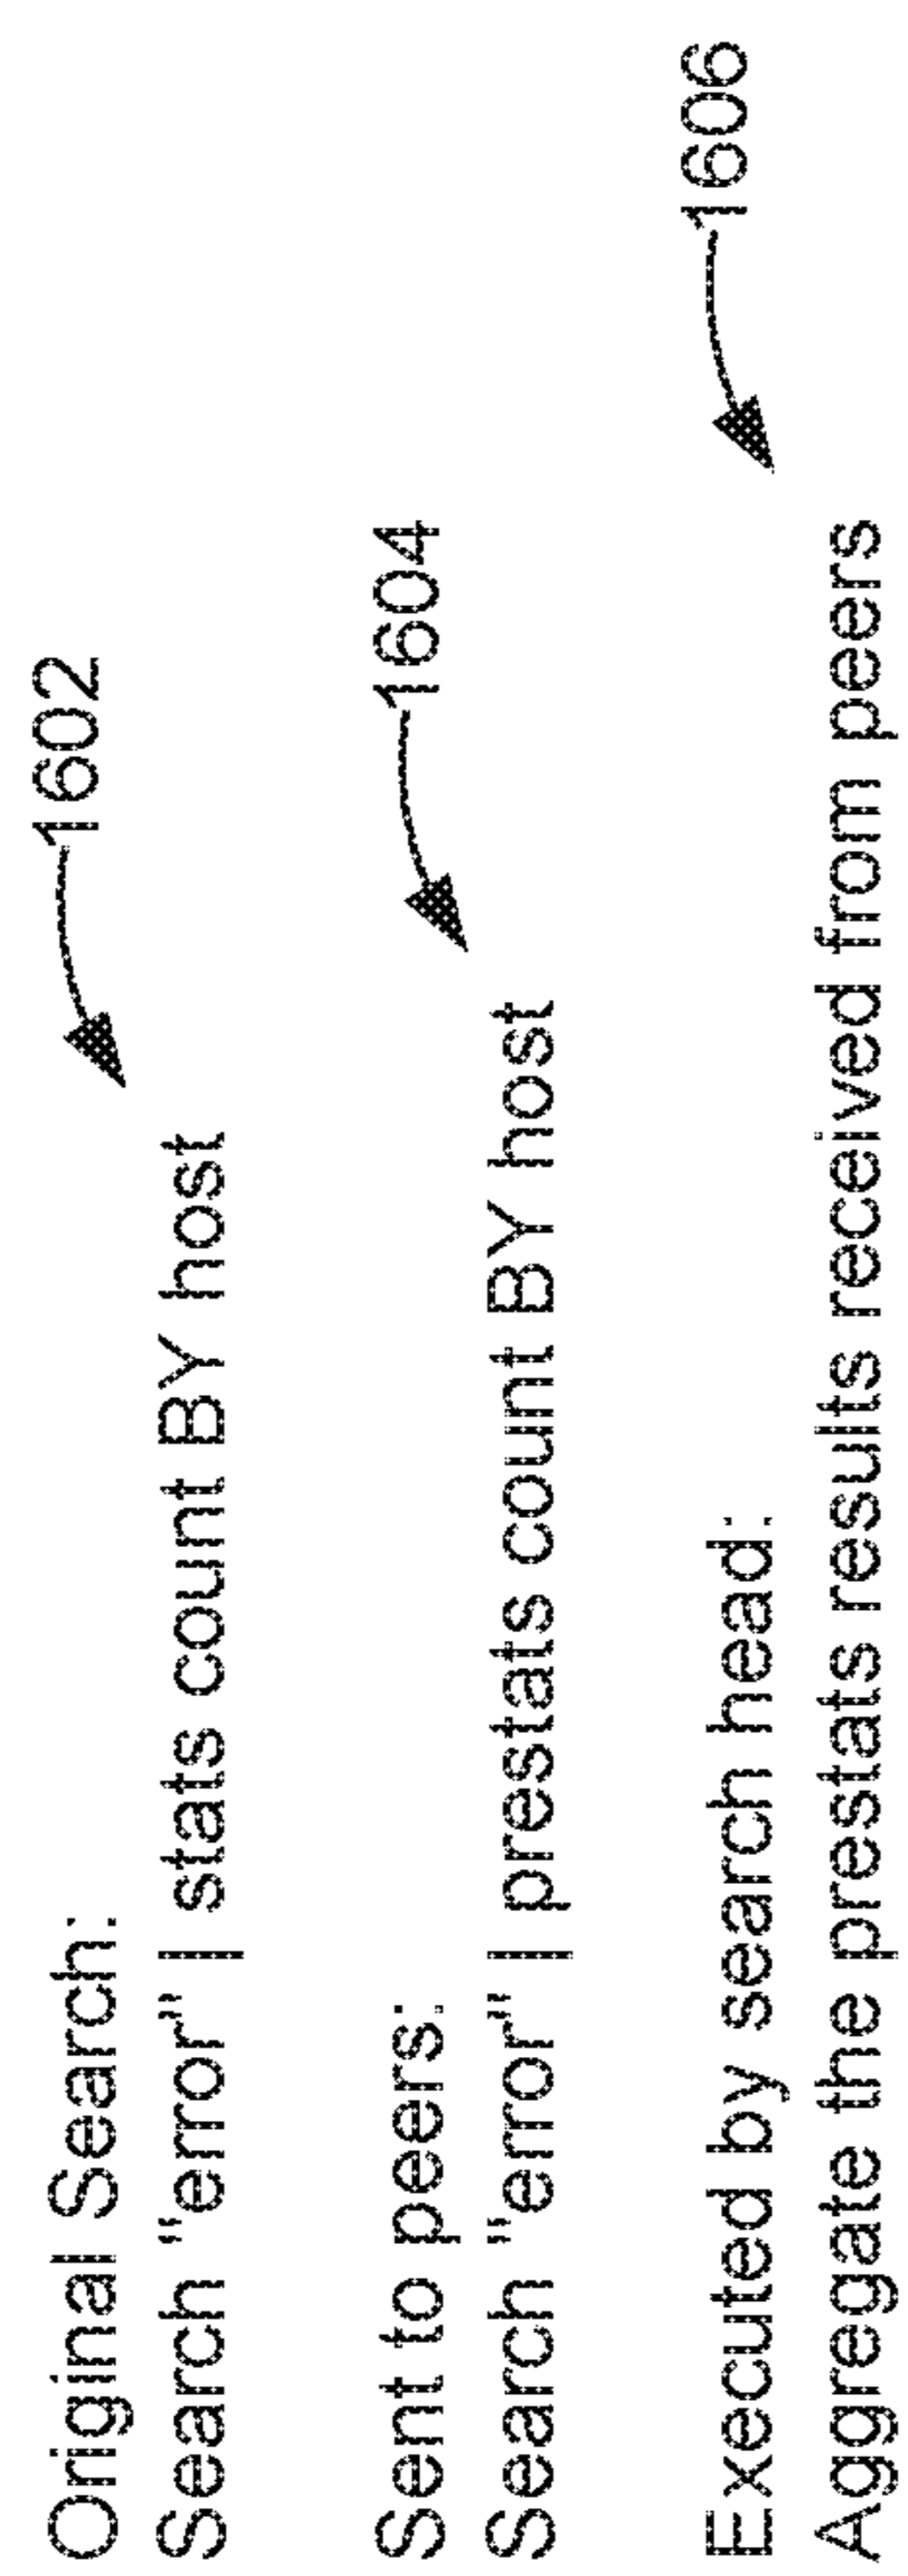 Original Search: 1602
Search "error" | stats count BY host
Sent to peers: 1604
Search "error" | prestats count BY host
Executed by search head: 1606
Aggregate the prestats results received from peers